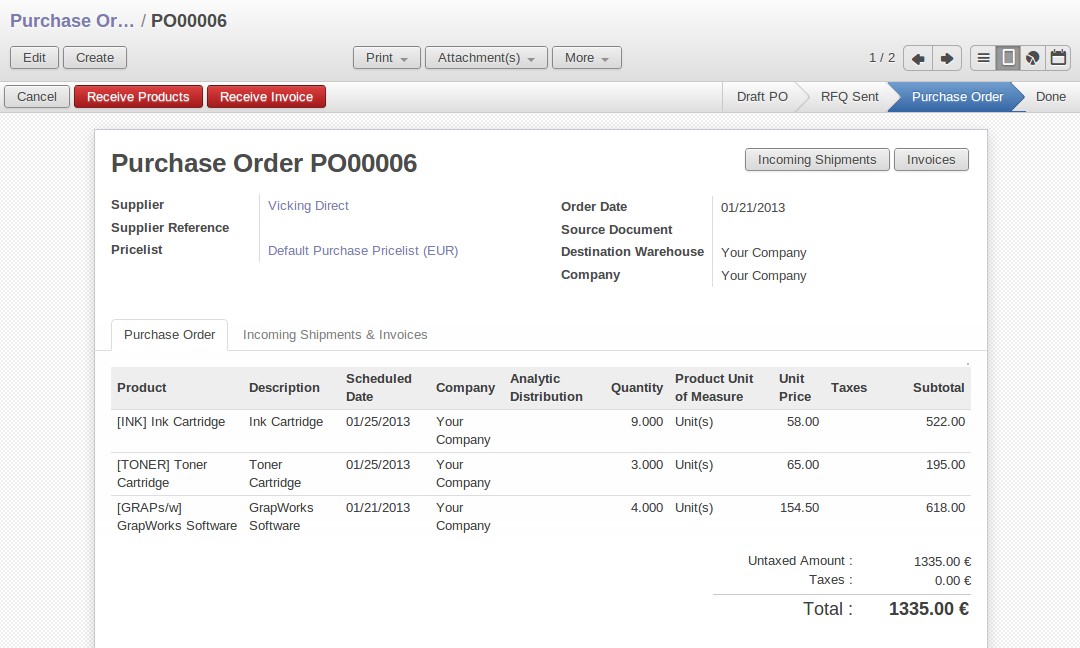 Purchase Or… / PO00006
Edit Create Print Attachment(s) More 1 / 2
Cancel Receive Products Receive Invoice Draft PO RFQ Sent Purchase Order Done
Purchase Order PO00006 Incoming Shipments Invoices
Supplier Vicking Direct
Supplier Reference
Pricelist Default Purchase Pricelist (EUR)
Order Date 01/21/2013
Source Document
Destination Warehouse Your Company
Company Your Company
Purchase Order Incoming Shipments & Invoices
Product Description Scheduled Date Company Analytic Distribution Quantity Product Unit of Measure Unit Price Taxes Subtotal
[INK] Ink Cartridge Ink Cartridge 01/25/2013 Your Company 9.000 Unit(s) 58.00 522.00
[TONER] Toner Cartridge Toner Cartridge 01/25/2013 Your Company 3.000 Unit(s) 65.00 195.00
[GRAPs/w] GrapWorks Software GrapWorks Software 01/21/2013 Your Company 4.000 Unit(s) 154.50 618.00
Untaxed Amount : 1335.00 €
Taxes : 0.00 €
Total : 1335.00 €